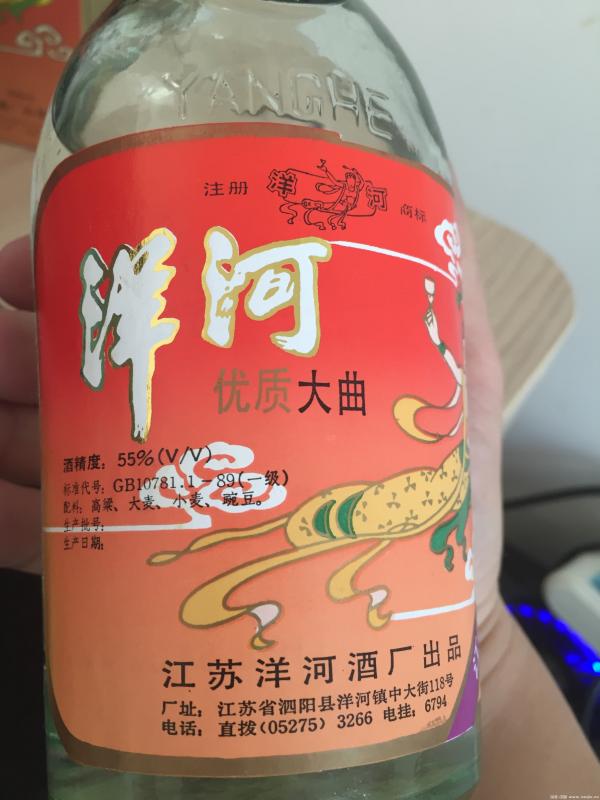 YANGHE
注册 洋河 商标
洋河
优质大曲
酒精度：55%(V/V)
标准代号：GB10781.1-89(一级)
配料：高粱、大麦、小麦、豌豆。
生产批号：
生产日期：
江苏洋河酒厂出品
厂址：江苏省泗阳县洋河镇中大街118号
电话：直拨(05275) 3266 电挂：6794